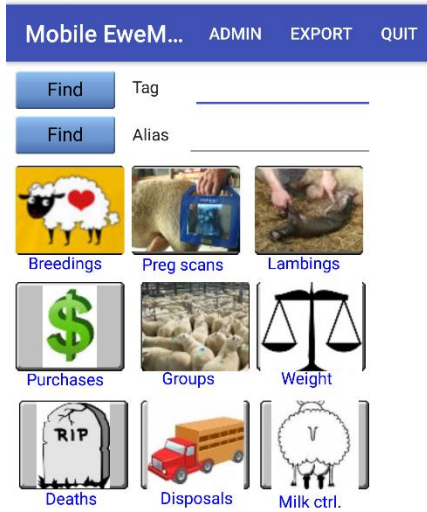 Mobile EweM... ADMIN EXPORT QUIT
Find Tag
Find Alias
Breedings Preg scans Lambings
Purchases Groups Weight
RIP
Deaths Disposals Milk ctrl.